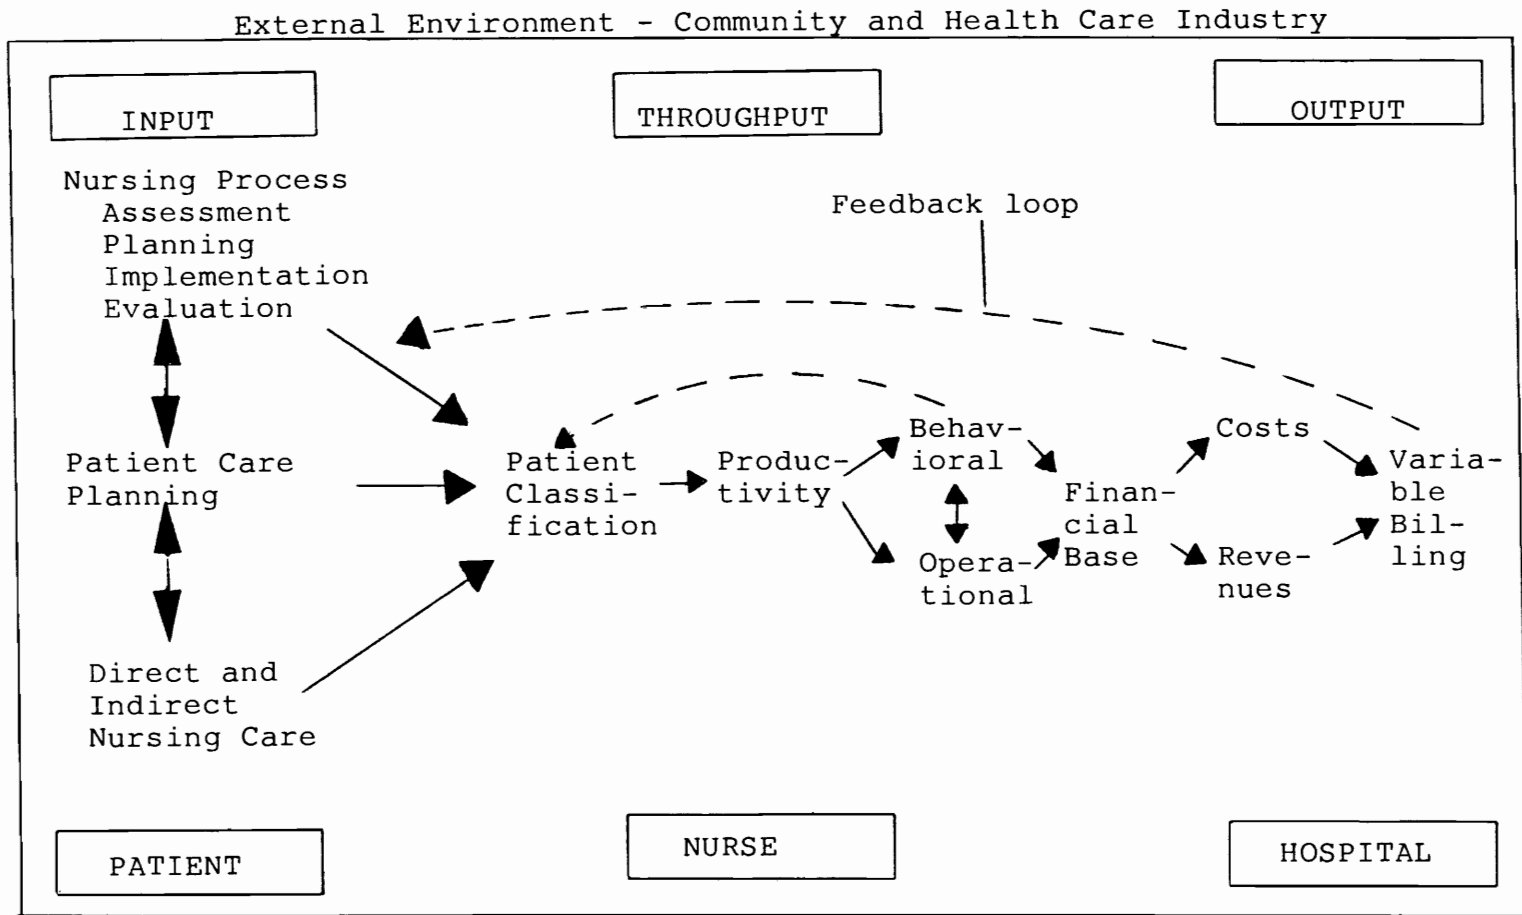 External Environment - Community and Health Care Industry
INPUT
THROUGHPUT
OUTPUT
Nursing Process
Assessment
Planning
Implementation
Evaluation
Feedback loop
Patient Care
Planning
Direct and
Indirect
Nursing Care
Patient
Classi-
fication
Produc-
tivity
Behav-
ioral
Opera-
tional
Finan-
cial
Base
Costs
Reve-
nues
Varia-
ble
Bil-
ling
PATIENT
NURSE
HOSPITAL